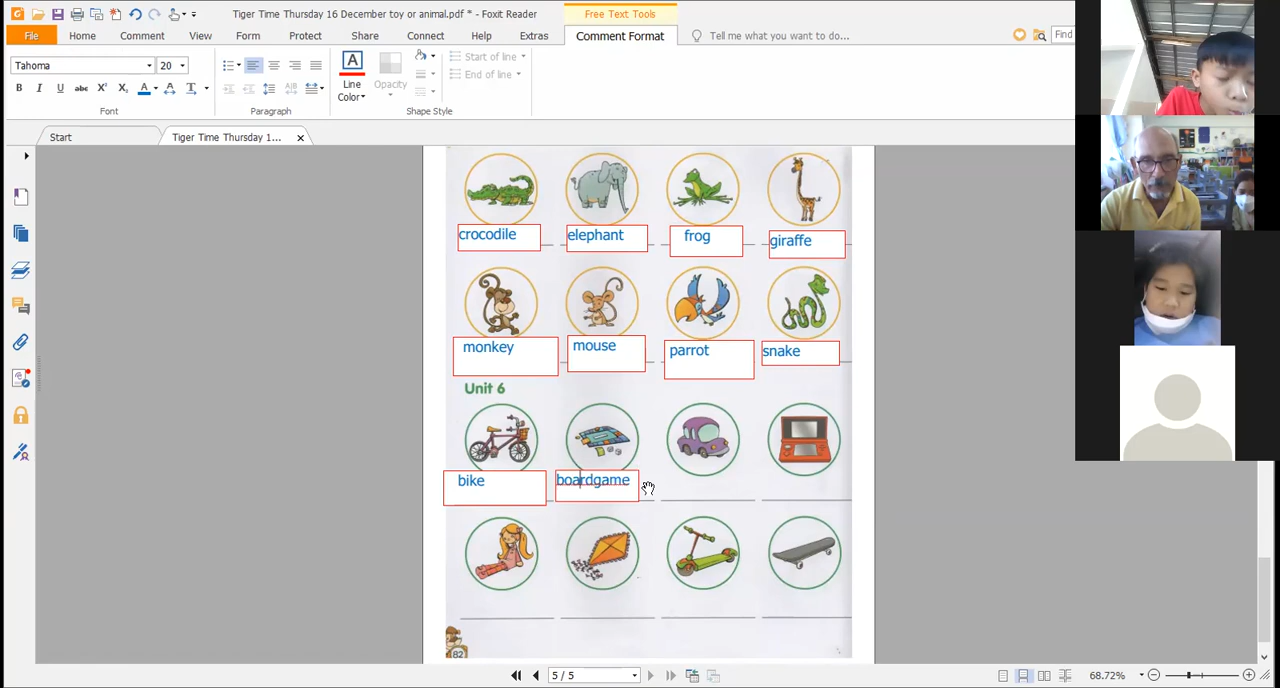 Tiger Time Thursday 16 December toy or animal.pdf * - Foxit Reader
Free Text Tools
File Home Comment View Form Protect Share Connect Help Extras Comment Format Tell me what you want to do... Find
Tahoma 20
Line Color
Opacity
Start of line
End of line
B I U abc X² X₂ A A T
Font Paragraph Shape Style
Start Tiger Time Thursday 1...
crocodile elephant frog giraffe
monkey mouse parrot snake
Unit 6
bike boardgame
82
5 / 5 68.72%